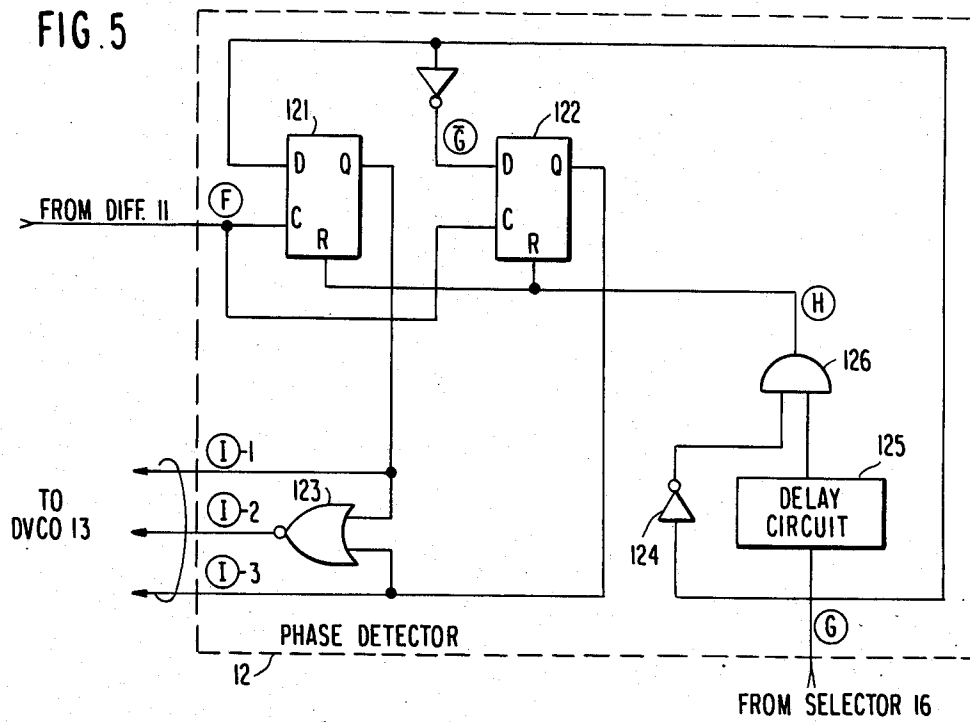 FIG. 5
121
122
G̅
D Q
D Q
FROM DIFF. 11
F
C
C
R
R
H
126
125
I-1
TO
DVCO 13
I-2
123
DELAY
CIRCUIT
124
I-3
G
PHASE DETECTOR
12
FROM SELECTOR 16